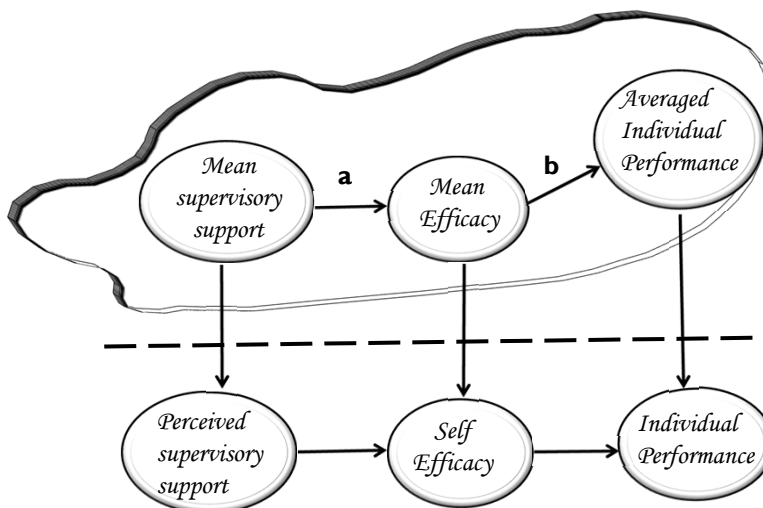 Mean
supervisory
support
a
Mean
Efficacy
b
Averaged
Individual
Performance
Perceived
supervisory
support
Self
Efficacy
Individual
Performance